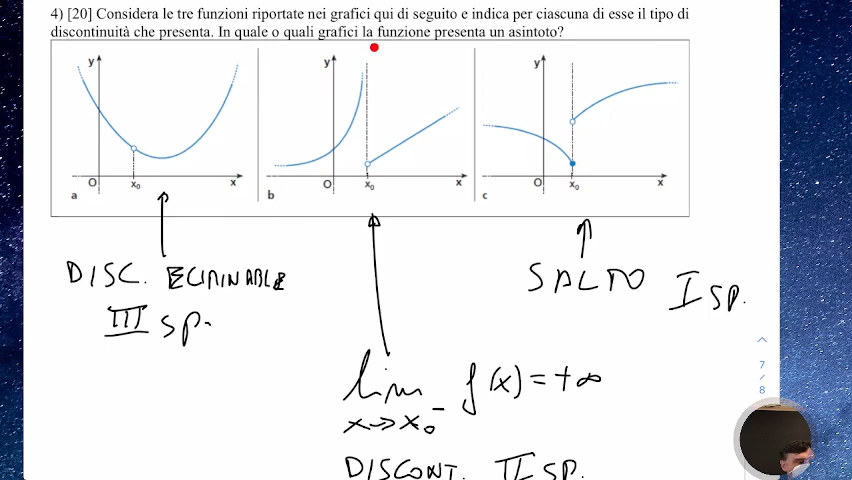 4) [20] Considera le tre funzioni riportate nei grafici qui di seguito e indica per ciascuna di esse il tipo di
discontinuità che presenta. In quale o quali grafici la funzione presenta un asintoto?
y
O
x₀
x
a
y
O
x₀
x
b
y
O
x₀
x
c
DISC. ELIMINABLE
III sp.
SALTO I SP.
lim f(x) = +∞
x→x₀⁻
DISCONT. II SP.
7
/
8